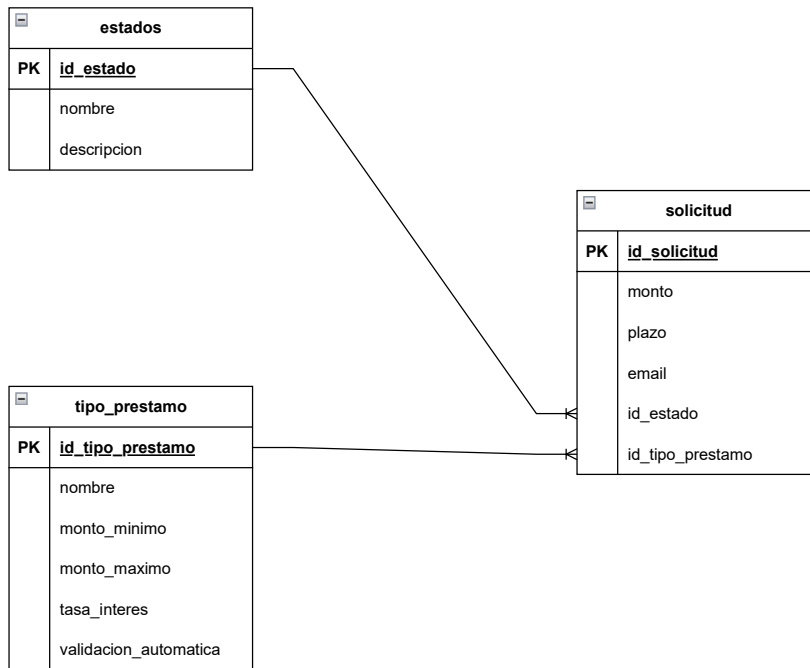 estados
PK id_estado
nombre
descripcion
solicitud
PK id_solicitud
monto
plazo
email
id_estado
id_tipo_prestamo
tipo_prestamo
PK id_tipo_prestamo
nombre
monto_minimo
monto_maximo
tasa_interes
validacion_automatica